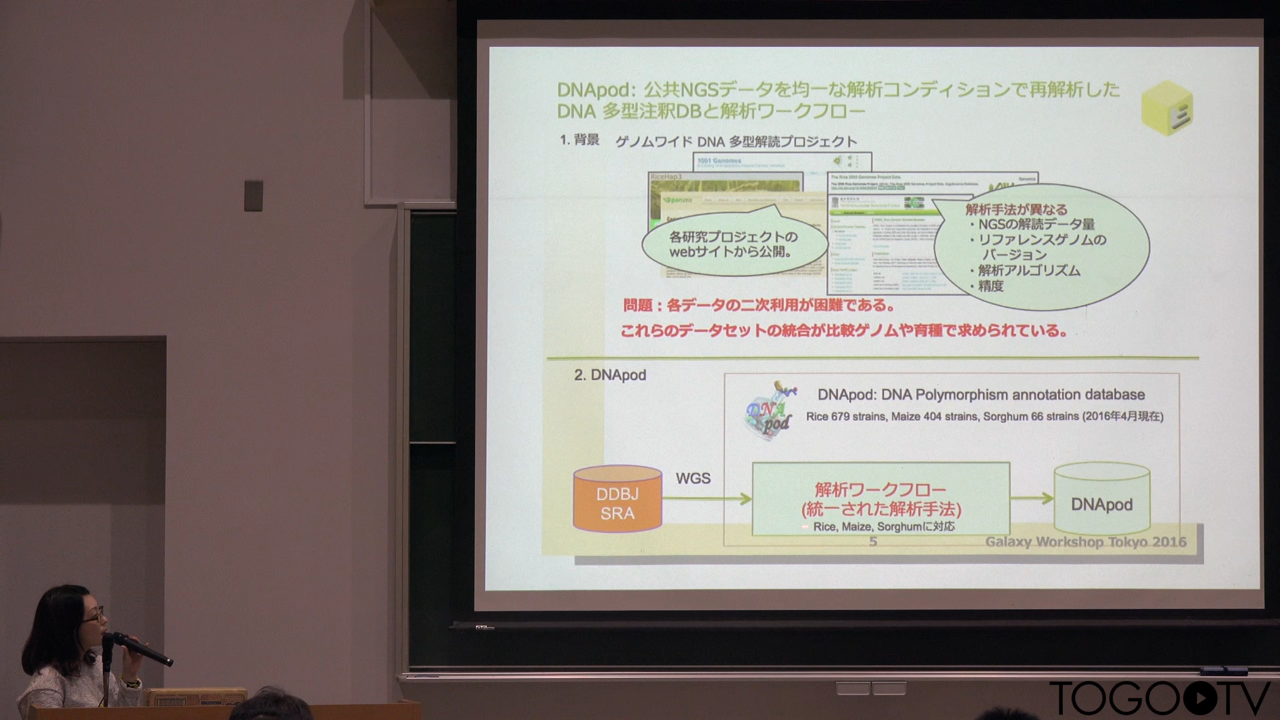 DNApod: 公共NGSデータを均一な解析コンディションで再解析した
DNA 多型注釈DBと解析ワークフロー
1. 背景 ゲノムワイド DNA 多型解読プロジェクト
1001 Genomes
RiceHap3
各研究プロジェクトの
webサイトから公開。
解析手法が異なる
・NGSの解読データ量
・リファレンスゲノムの
バージョン
・解析アルゴリズム
・精度
問題：各データの二次利用が困難である。
これらのデータセットの統合が比較ゲノムや育種で求められている。
2. DNApod
DNA pod
DNApod: DNA Polymorphism annotation database
Rice 679 strains, Maize 404 strains, Sorghum 66 strains (2016年4月現在)
DDBJ
SRA
WGS
解析ワークフロー
(統一された解析手法)
Rice, Maize, Sorghumに対応
DNApod
5
Galaxy Workshop Tokyo 2016
TOGO TV